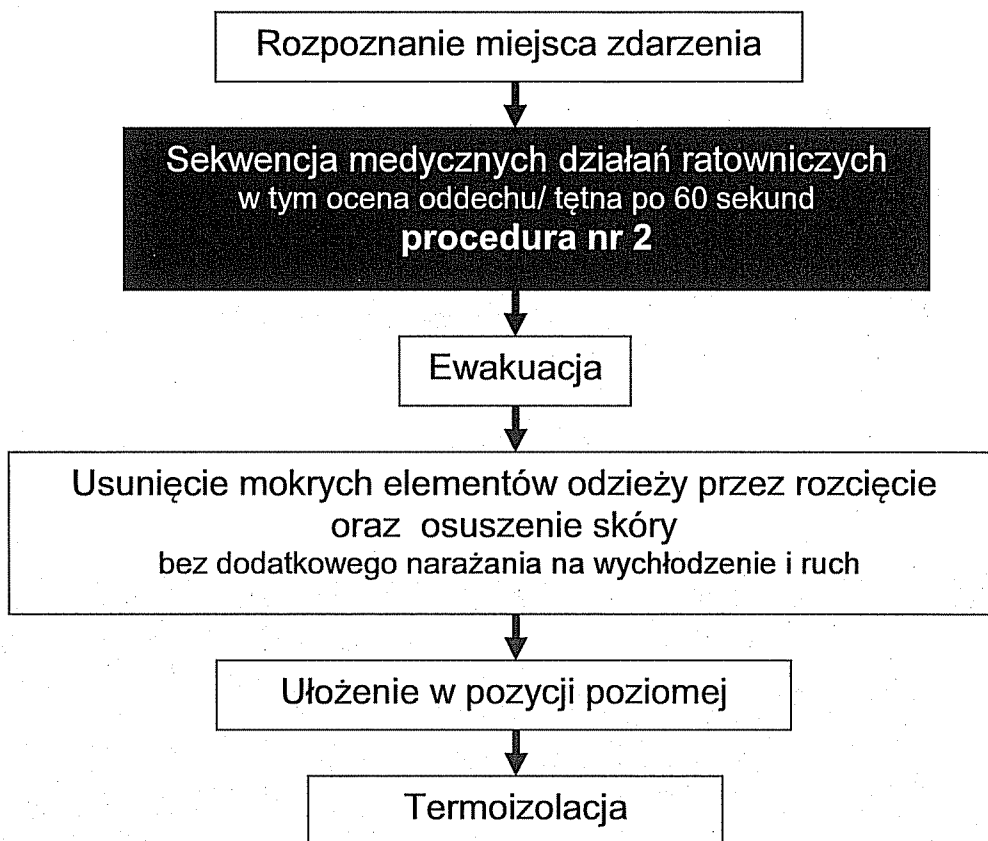 Rozpoznanie miejsca zdarzenia
Sekwencja medycznych działań ratowniczych
w tym ocena oddechu/ tętna po 60 sekund
procedura nr 2
Ewakuacja
Usunięcie mokrych elementów odzieży przez rozcięcie
oraz osuszenie skóry
bez dodatkowego narażania na wychłodzenie i ruch
Ułożenie w pozycji poziomej
Termoizolacja